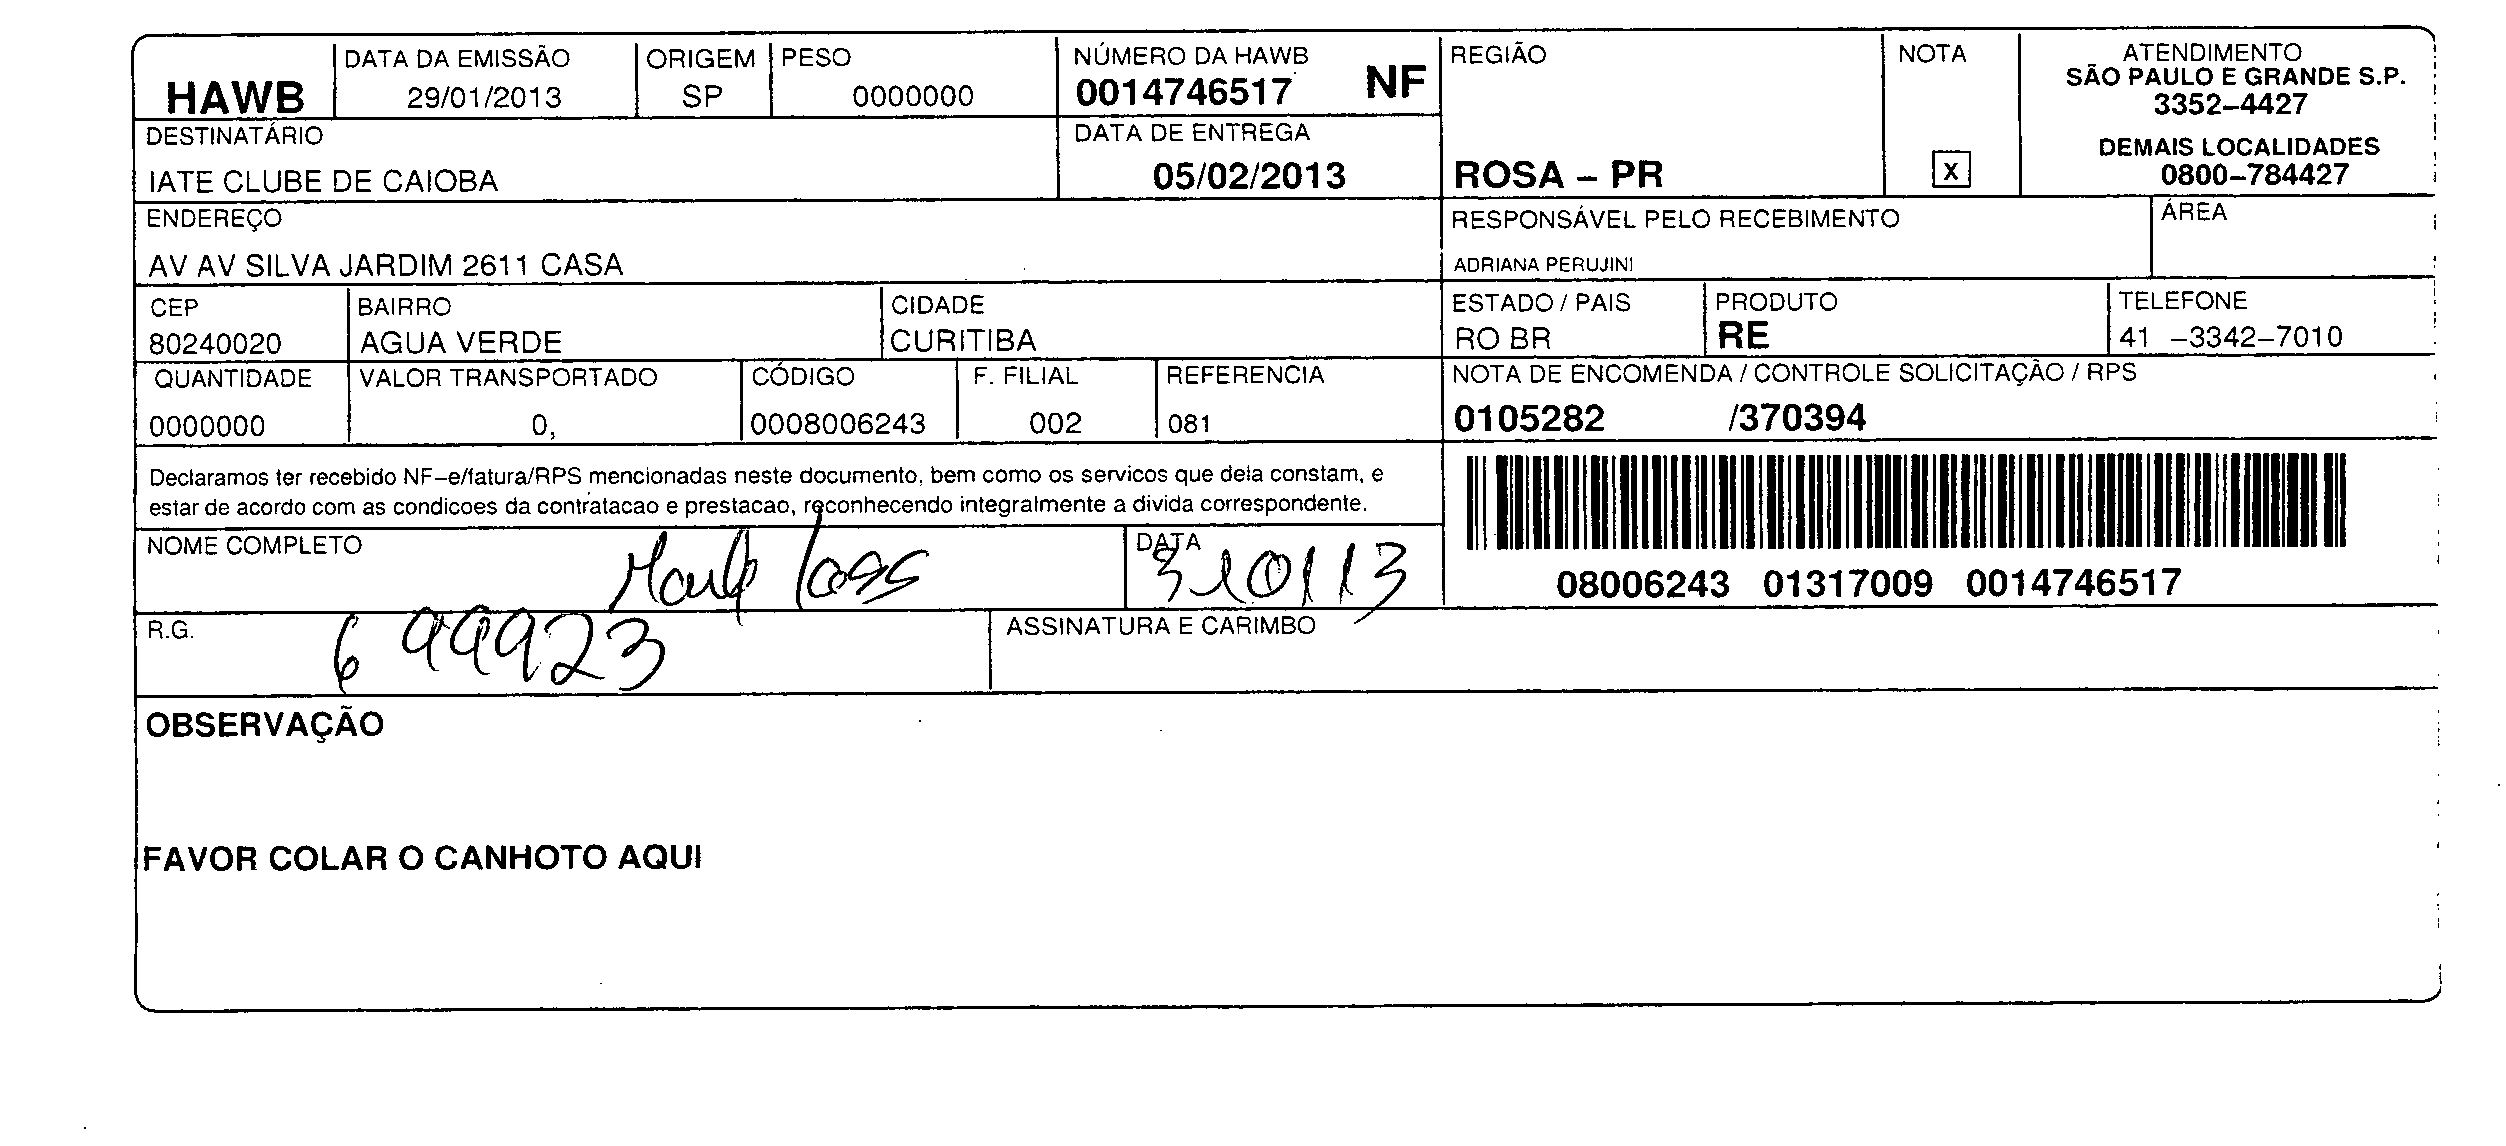 HAWB
DATA DA EMISSÃO
29/01/2013
ORIGEM
SP
PESO
0000000
NÚMERO DA HAWB
0014746517 NF
REGIÃO
ROSA – PR
NOTA
X
ATENDIMENTO
SÃO PAULO E GRANDE S.P.
3352–4427
DEMAIS LOCALIDADES
0800–784427
DESTINATÁRIO
IATE CLUBE DE CAIOBA
DATA DE ENTREGA
05/02/2013
ENDEREÇO
AV AV SILVA JARDIM 2611 CASA
RESPONSÁVEL PELO RECEBIMENTO
ADRIANA PERUJINI
ÁREA
CEP
80240020
BAIRRO
AGUA VERDE
CIDADE
CURITIBA
ESTADO / PAIS
RO BR
PRODUTO
RE
TELEFONE
41 –3342–7010
QUANTIDADE
0000000
VALOR TRANSPORTADO
0,
CÓDIGO
0008006243
F. FILIAL
002
REFERENCIA
081
NOTA DE ENCOMENDA / CONTROLE SOLICITAÇÃO / RPS
0105282 /370394
Declaramos ter recebido NF–e/fatura/RPS mencionadas neste documento, bem como os servicos que dela constam, e
estar de acordo com as condicoes da contratacao e prestacao, reconhecendo integralmente a divida correspondente.
08006243 01317009 0014746517
NOME COMPLETO
DATA
310113
R.G.
699923
ASSINATURA E CARIMBO
OBSERVAÇÃO
FAVOR COLAR O CANHOTO AQUI